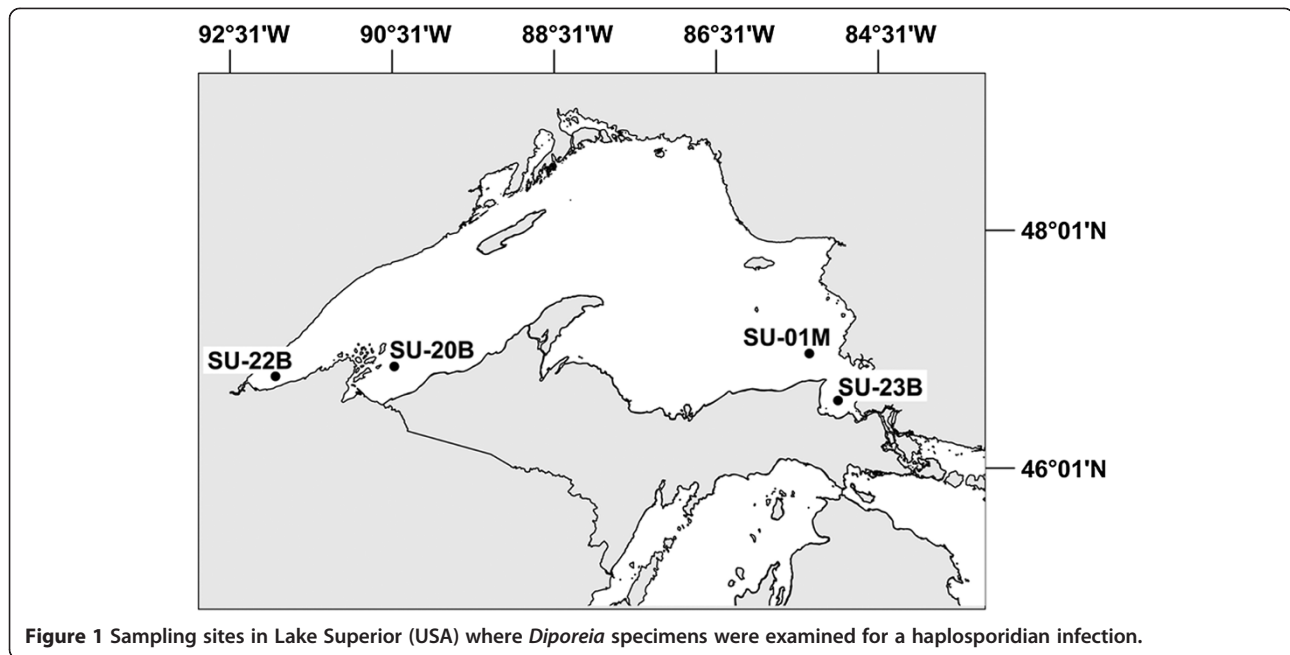 92°31'W 90°31'W 88°31'W 86°31'W 84°31'W
48°01'N
SU-01M
SU-22B SU-20B
SU-23B
46°01'N
Figure 1 Sampling sites in Lake Superior (USA) where Diporeia specimens were examined for a haplosporidian infection.